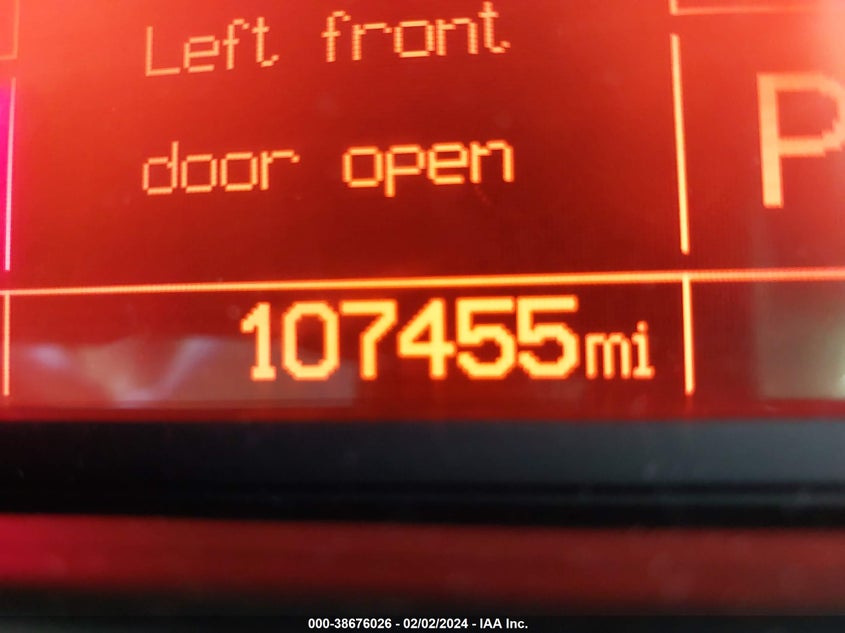 Left front
door open
P
107455mi
000-38676026 - 02/02/2024 - IAA Inc.